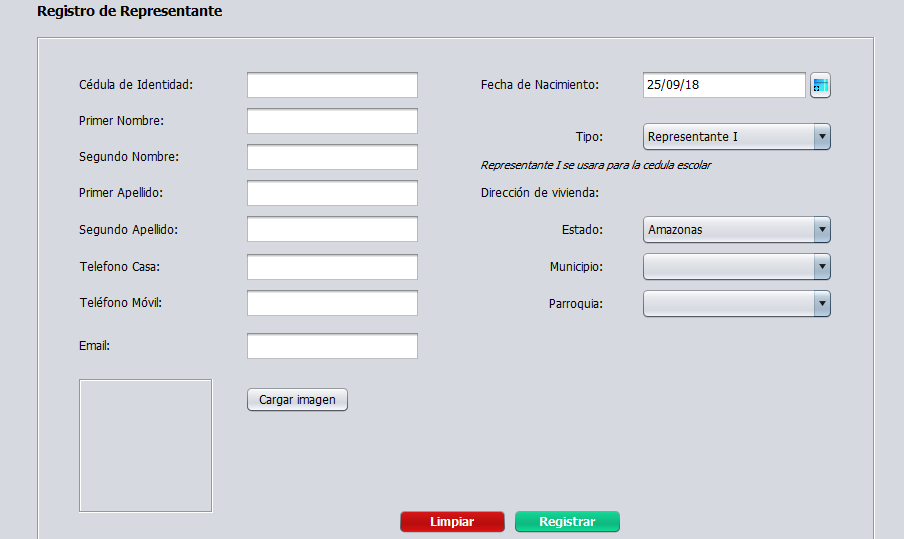 Registro de Representante
Cédula de Identidad:
Primer Nombre:
Segundo Nombre:
Primer Apellido:
Segundo Apellido:
Telefono Casa:
Teléfono Móvil:
Email:
Cargar imagen
Fecha de Nacimiento: 25/09/18
Tipo: Representante I
Representante I se usara para la cedula escolar
Dirección de vivienda:
Estado: Amazonas
Municipio:
Parroquia:
Limpiar Registrar